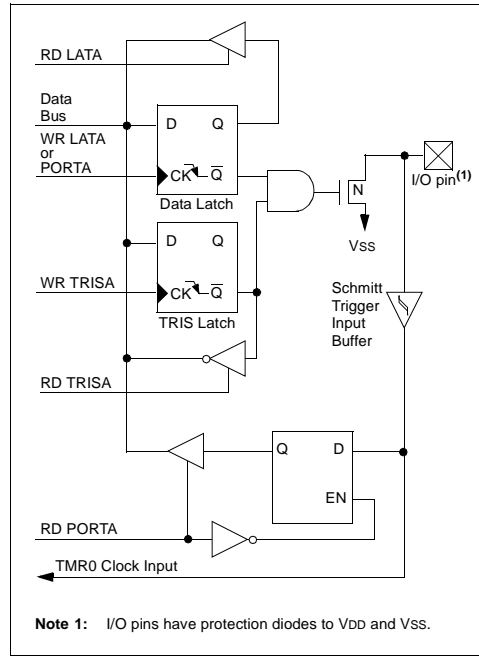 RD LATA
Data
Bus
D Q
WR LATA
or
PORTA
CK Q
I/O pin(1)
N
Data Latch
VSS
D Q
WR TRISA
CK Q
TRIS Latch
Schmitt
Trigger
Input
Buffer
RD TRISA
Q D
EN
RD PORTA
TMR0 Clock Input
Note 1: I/O pins have protection diodes to VDD and VSS.